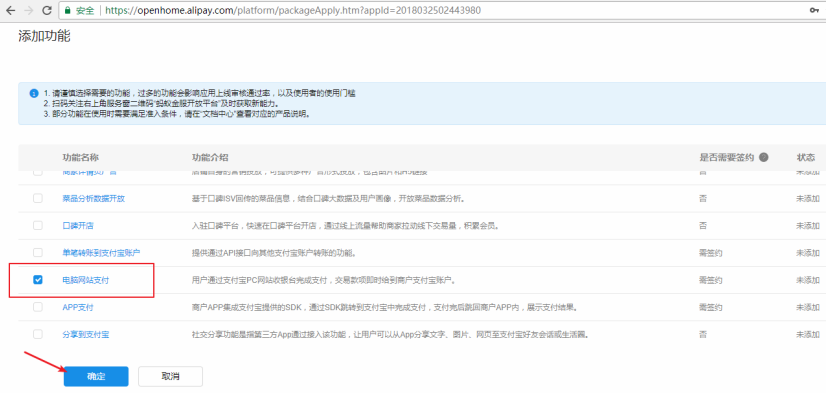 安全 https://openhome.alipay.com/platform/packageApply.htm?appId=2018032502443980
添加功能
1. 请谨慎选择需要的功能，过多的功能会影响应用上线审核通过率，以及使用者的使用门槛
2. 扫码关注右上角服务窗二维码“蚂蚁金服开放平台”及时获取新能力。
3. 部分功能在使用时需要满足准入条件，请在“文档中心”查看对应的产品说明。
功能名称 功能介绍 是否需要签约 ? 状态
否 未添加
菜品分析数据开放 基于口碑ISV回传的菜品信息，结合口碑大数据及用户画像，开放菜品数据分析。 否 未添加
口碑开店 入驻口碑平台，快速在口碑平台开店，通过线上流量帮助商家拉动线下交易量，积累会员。 否 未添加
单笔转账到支付宝账户 提供通过API接口向其他支付宝账户转账的功能。 需签约 未添加
电脑网站支付 用户通过支付宝PC网站收银台完成支付，交易款项即时给到商户支付宝账户。 需签约 未添加
APP支付 商户APP集成支付宝提供的SDK，通过SDK跳转到支付宝中完成支付，支付完后跳回商户APP内，展示支付结果。 需签约 未添加
分享到支付宝 社交分享功能是指第三方App通过接入该功能，让用户可以从App分享文字、图片、网页至支付宝好友会话或生活圈。 否 未添加
确定 取消